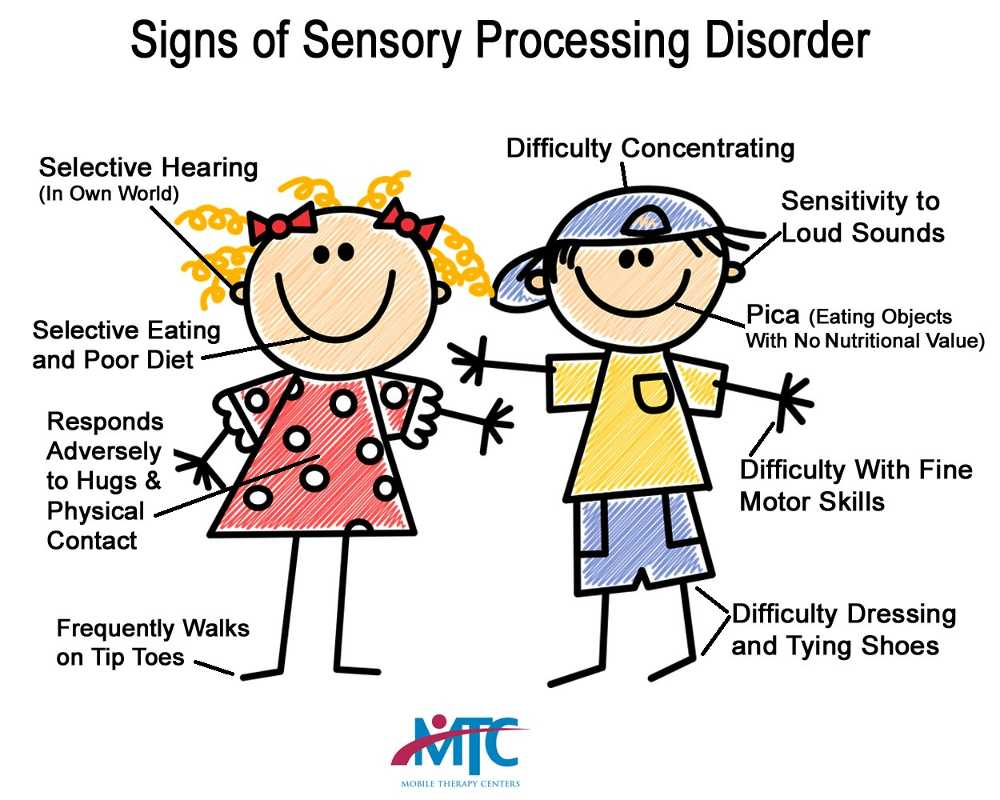 Signs of Sensory Processing Disorder
Selective Hearing
(In Own World)
Selective Eating
and Poor Diet
Responds
Adversely
to Hugs &
Physical
Contact
Frequently Walks
on Tip Toes
Difficulty Concentrating
Sensitivity to
Loud Sounds
Pica (Eating Objects
With No Nutritional Value)
Difficulty With Fine
Motor Skills
Difficulty Dressing
and Tying Shoes
MTC
MOBILE THERAPY CENTERS